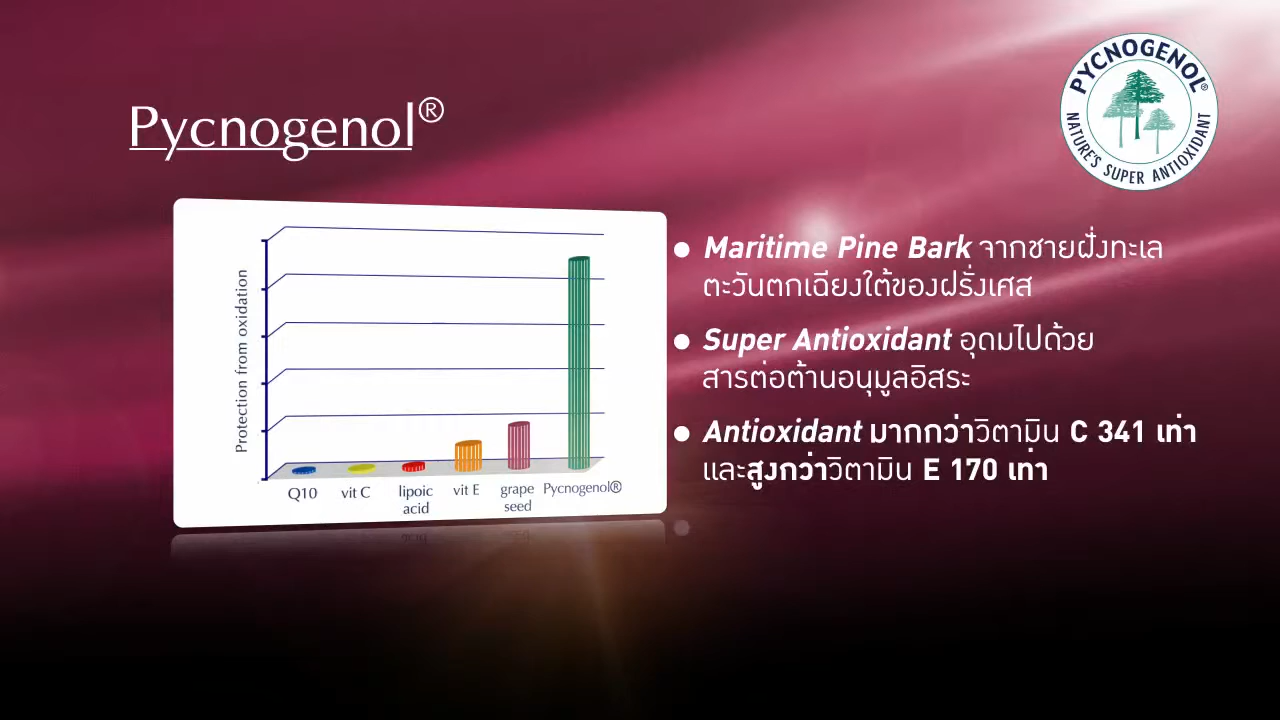 Pycnogenol®
PYCNOGENOL®
NATURE'S SUPER ANTIOXIDANT
Protection from oxidation
Q10
vit C
lipoic
acid
vit E
grape
seed
Pycnogenol®
Maritime Pine Bark จากชายฝั่งทะเล
ตะวันตกเฉียงใต้ของฝรั่งเศส
Super Antioxidant อุดมไปด้วย
สารต่อต้านอนุมูลอิสระ
Antioxidant มากกว่าวิตามิน C 341 เท่า
และสูงกว่าวิตามิน E 170 เท่า